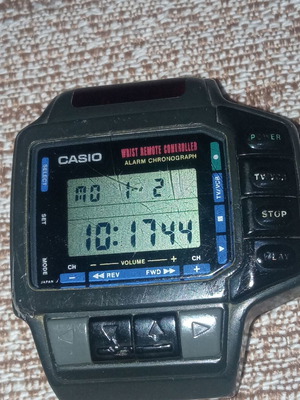 POWER
CASIO
WRIST REMOTE CONTROLLER
ALARM CHRONOGRAPH
SELECT
MO 1-2
TV/VCR
STOP
SET
10:1744
PLAY
MODE
CH
VOLUME +
CH
−
◀◀ REV
FWD ▶▶
+
JAPAN